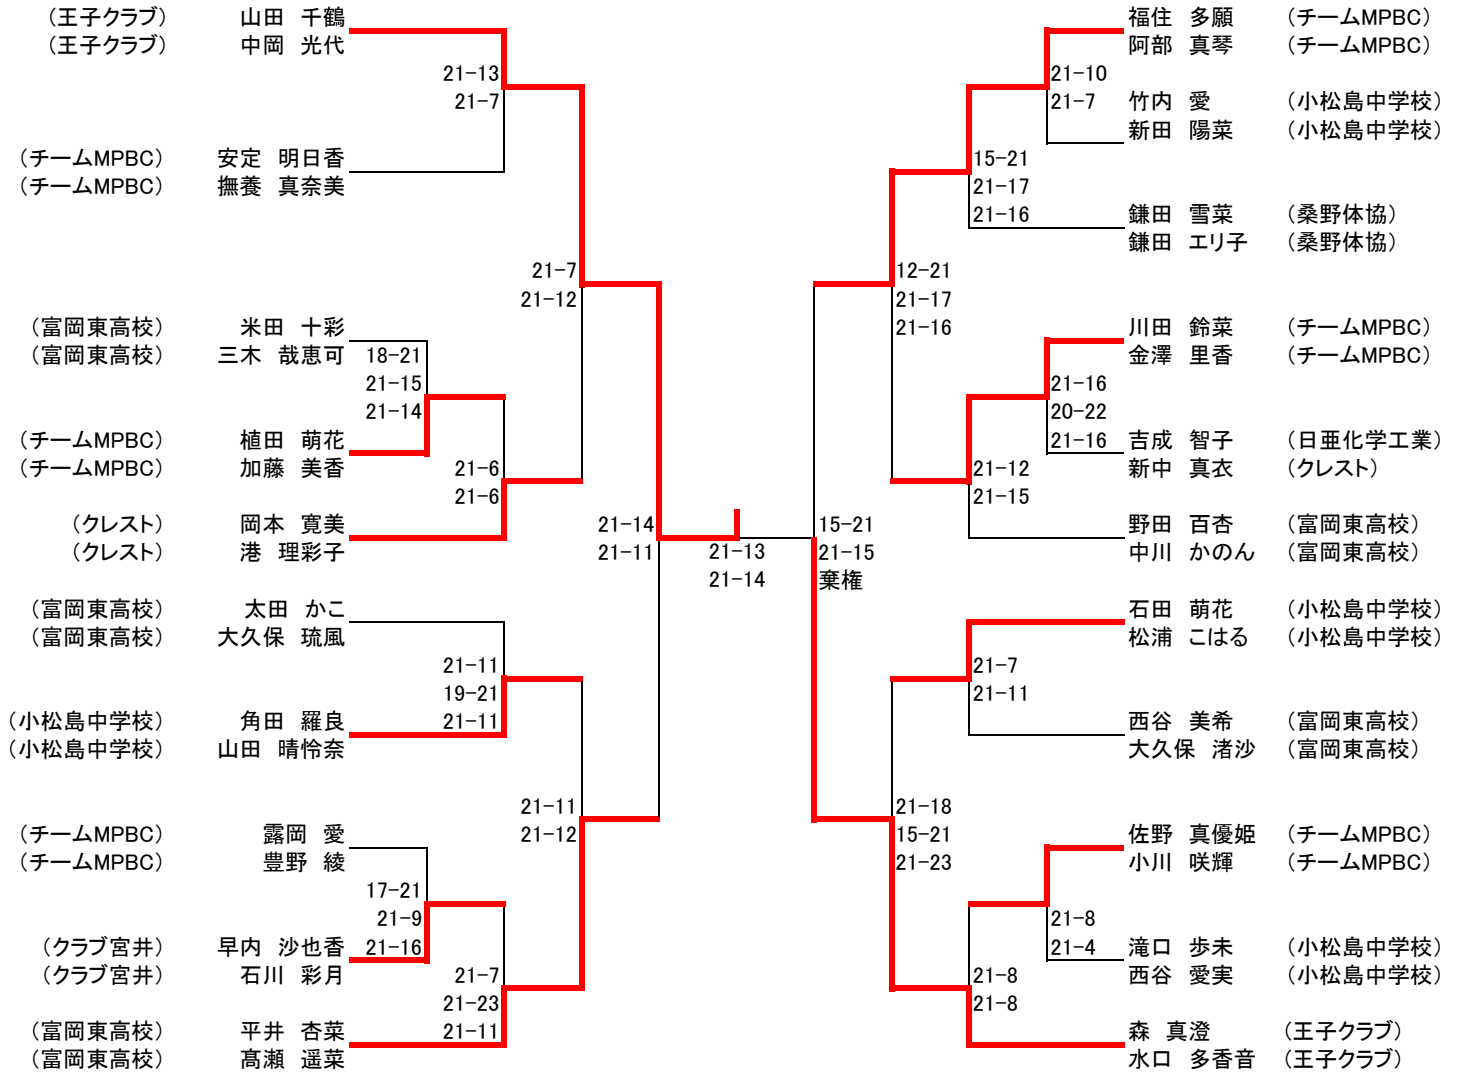 (王子クラブ) 山田 千鶴
(王子クラブ) 中岡 光代
21-13
21-7
(チームMPBC) 安定 明日香
(チームMPBC) 撫養 真奈美
21-7
21-12
(富岡東高校) 米田 十彩
(富岡東高校) 三木 哉恵可
18-21
21-15
21-14
(チームMPBC) 植田 萌花
(チームMPBC) 加藤 美香
21-6
21-6
(クレスト) 岡本 寛美
(クレスト) 港 理彩子
21-14
21-11
(富岡東高校) 太田 かこ
(富岡東高校) 大久保 琉風
21-11
19-21
21-11
(小松島中学校) 角田 羅良
(小松島中学校) 山田 晴怜奈
21-11
21-12
(チームMPBC) 露岡 愛
(チームMPBC) 豊野 綾
17-21
21-9
21-16
(クラブ宮井) 早内 沙也香
(クラブ宮井) 石川 彩月
21-7
21-23
21-11
(富岡東高校) 平井 杏菜
(富岡東高校) 髙瀬 遥菜
21-13
21-14
福住 多願 (チームMPBC)
阿部 真琴 (チームMPBC)
21-10
21-7
竹内 愛 (小松島中学校)
新田 陽菜 (小松島中学校)
15-21
21-17
21-16
鎌田 雪菜 (桑野体協)
鎌田 エリ子 (桑野体協)
12-21
21-17
21-16
川田 鈴菜 (チームMPBC)
金澤 里香 (チームMPBC)
21-16
20-22
21-16
吉成 智子 (日亜化学工業)
新中 真衣 (クレスト)
21-12
21-15
野田 百杏 (富岡東高校)
中川 かのん (富岡東高校)
15-21
21-15
棄権
石田 萌花 (小松島中学校)
松浦 こはる (小松島中学校)
21-7
21-11
西谷 美希 (富岡東高校)
大久保 渚沙 (富岡東高校)
21-18
15-21
21-23
佐野 真優姫 (チームMPBC)
小川 咲輝 (チームMPBC)
21-8
21-4
滝口 歩未 (小松島中学校)
西谷 愛実 (小松島中学校)
21-8
21-8
森 真澄 (王子クラブ)
水口 多香音 (王子クラブ)